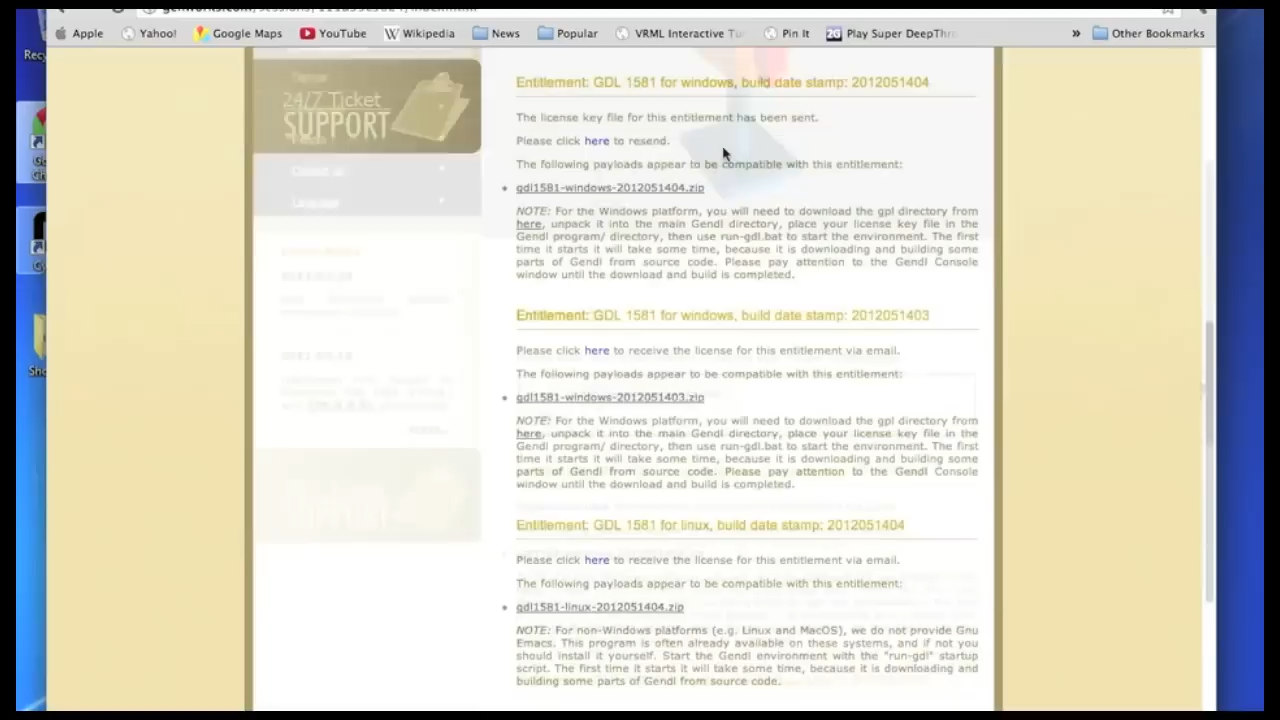 Apple Yahoo! Google Maps YouTube Wikipedia News Popular VRML Interactive Pin It Play Super DeepThr » Other Bookmarks
24/7 Ticket
SUPPORT
Language
Entitlement: GDL 1581 for windows, build date stamp: 2012051404
The license key file for this entitlement has been sent.
Please click here to resend.
The following payloads appear to be compatible with this entitlement:
gdl1581-windows-2012051404.zip
NOTE: For the Windows platform, you will need to download the gpl directory from
here, unpack it into the main Gendl directory, place your license key file in the
Gendl program/ directory, then use run-gdl.bat to start the environment. The first
time it starts it will take some time, because it is downloading and building some
parts of Gendl from source code. Please pay attention to the Gendl Console
window until the download and build is completed.
Entitlement: GDL 1581 for windows, build date stamp: 2012051403
Please click here to receive the license for this entitlement via email.
The following payloads appear to be compatible with this entitlement:
gdl1581-windows-2012051403.zip
NOTE: For the Windows platform, you will need to download the gpl directory from
here, unpack it into the main Gendl directory, place your license key file in the
Gendl program/ directory, then use run-gdl.bat to start the environment. The first
time it starts it will take some time, because it is downloading and building some
parts of Gendl from source code. Please pay attention to the Gendl Console
window until the download and build is completed.
Entitlement: GDL 1581 for linux, build date stamp: 2012051404
Please click here to receive the license for this entitlement via email.
The following payloads appear to be compatible with this entitlement:
gdl1581-linux-2012051404.zip
NOTE: For non-Windows platforms (e.g. Linux and MacOS), we do not provide Gnu
Emacs. This program is often already available on these systems, and if not you
should install it yourself. Start the Gendl environment with the "run-gdl" startup
script. The first time it starts it will take some time, because it is downloading and
building some parts of Gendl from source code.